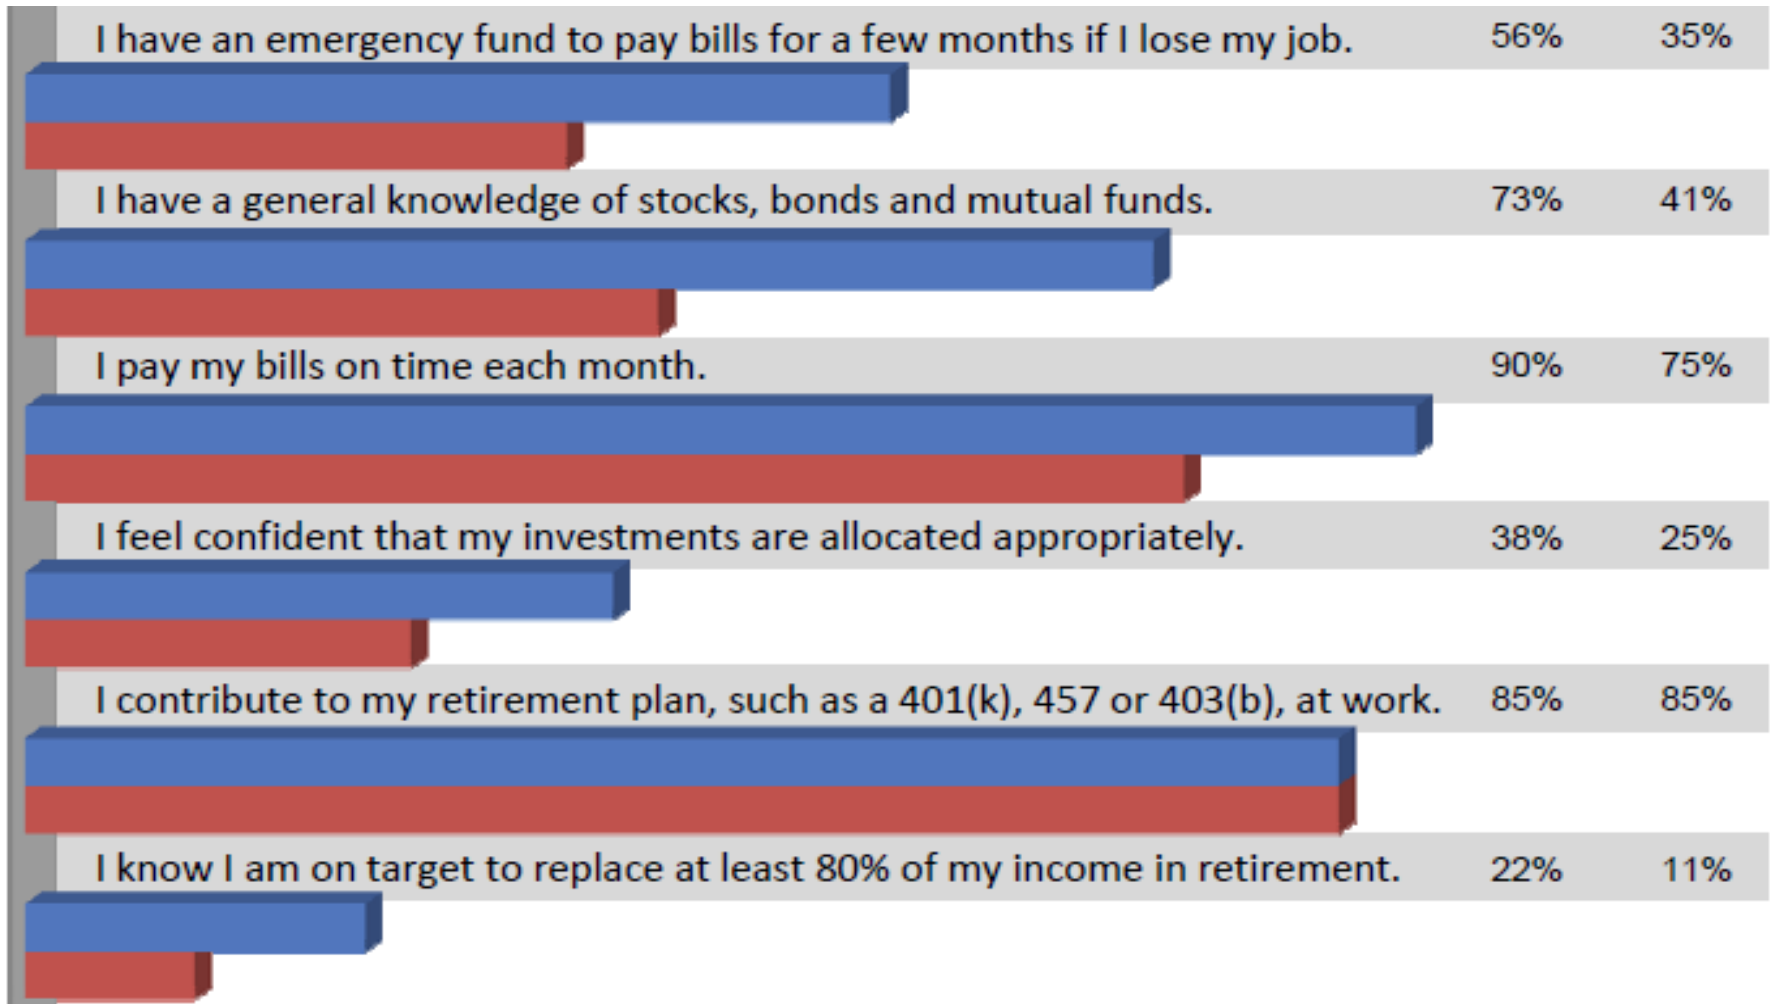 I have an emergency fund to pay bills for a few months if I lose my job. 56% 35%
I have a general knowledge of stocks, bonds and mutual funds. 73% 41%
I pay my bills on time each month. 90% 75%
I feel confident that my investments are allocated appropriately. 38% 25%
I contribute to my retirement plan, such as a 401(k), 457 or 403(b), at work. 85% 85%
I know I am on target to replace at least 80% of my income in retirement. 22% 11%